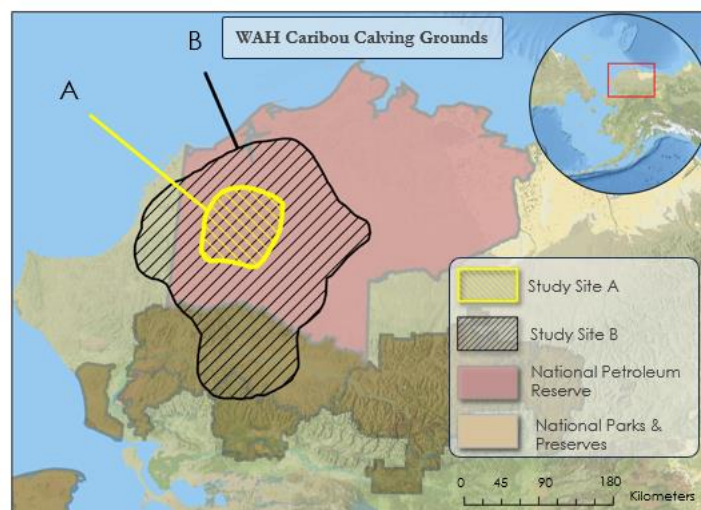 WAH Caribou Calving Grounds
B
A
Study Site A
Study Site B
National Petroleum
Reserve
National Parks &
Preserves
0 45 90 180
Kilometers